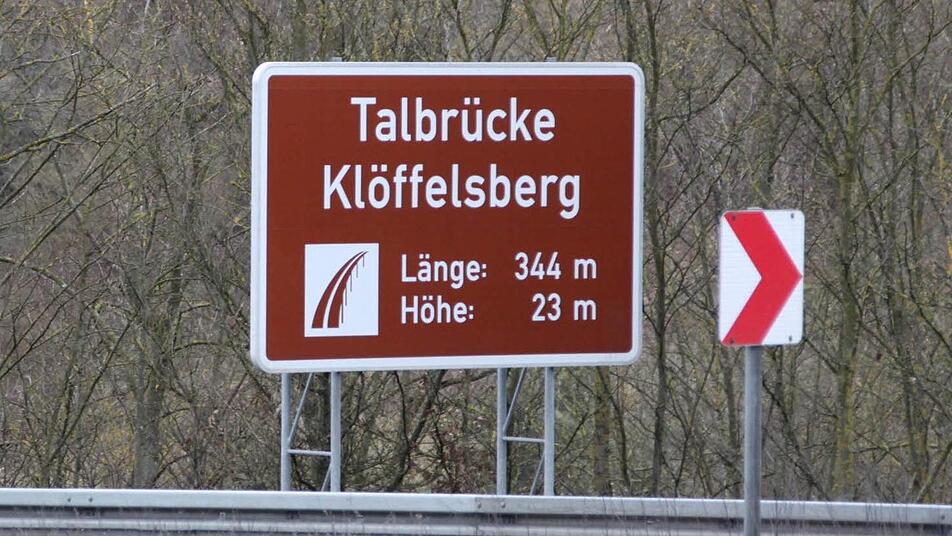 Talbrücke
Klöffelsberg
Länge: 344 m
Höhe: 23 m